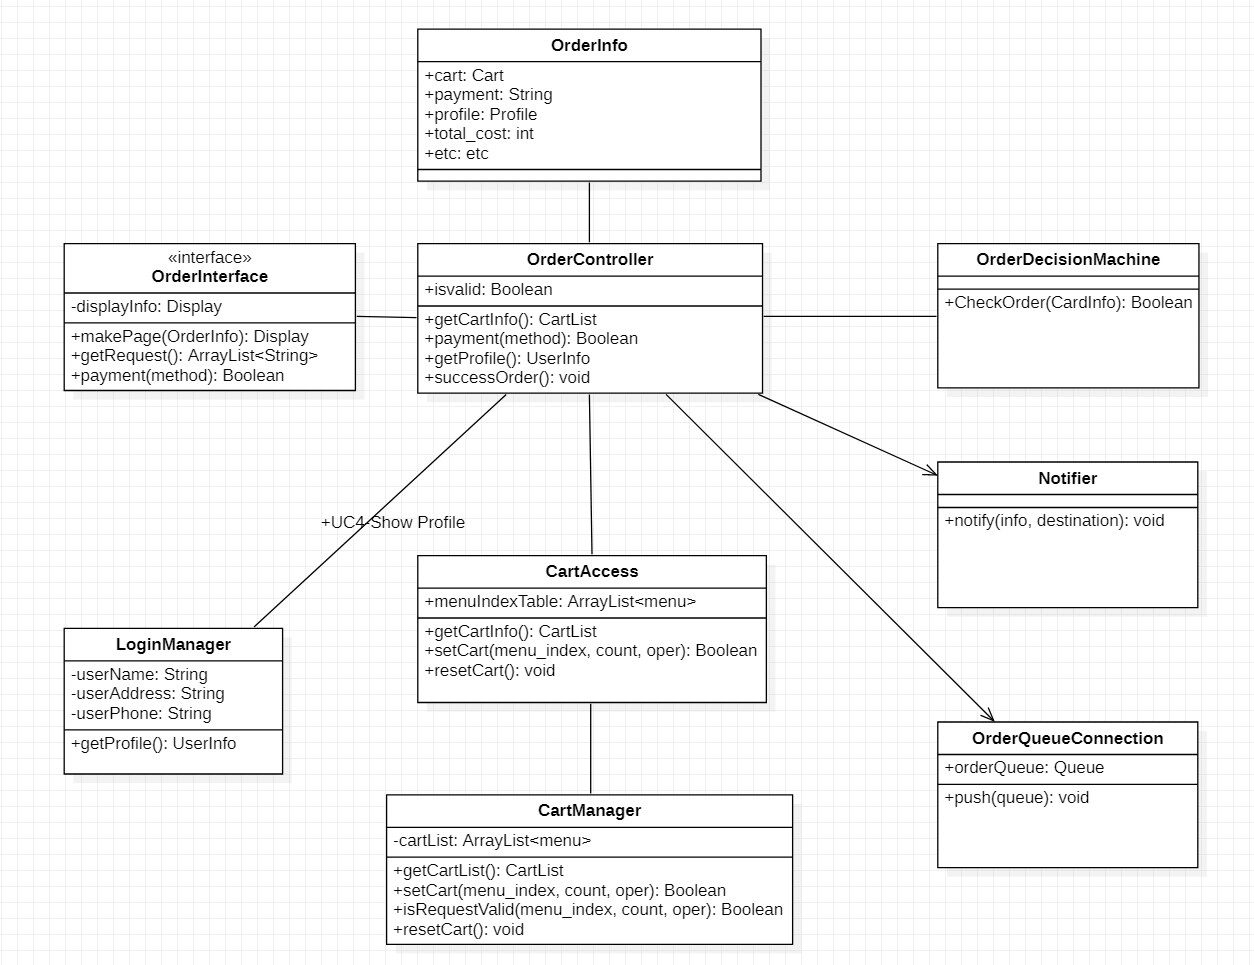 OrderInfo
+cart: Cart
+payment: String
+profile: Profile
+total_cost: int
+etc: etc
«interface»
OrderInterface
-displayInfo: Display
+makePage(OrderInfo): Display
+getRequest(): ArrayList<String>
+payment(method): Boolean
OrderController
+isvalid: Boolean
+getCartInfo(): CartList
+payment(method): Boolean
+getProfile(): UserInfo
+successOrder(): void
OrderDecisionMachine
+CheckOrder(CardInfo): Boolean
Notifier
+notify(info, destination): void
+UC4-Show Profile
CartAccess
+menuIndexTable: ArrayList<menu>
+getCartInfo(): CartList
+setCart(menu_index, count, oper): Boolean
+resetCart(): void
LoginManager
-userName: String
-userAddress: String
-userPhone: String
+getProfile(): UserInfo
OrderQueueConnection
+orderQueue: Queue
+push(queue): void
CartManager
-cartList: ArrayList<menu>
+getCartList(): CartList
+setCart(menu_index, count, oper): Boolean
+isRequestValid(menu_index, count, oper): Boolean
+resetCart(): void